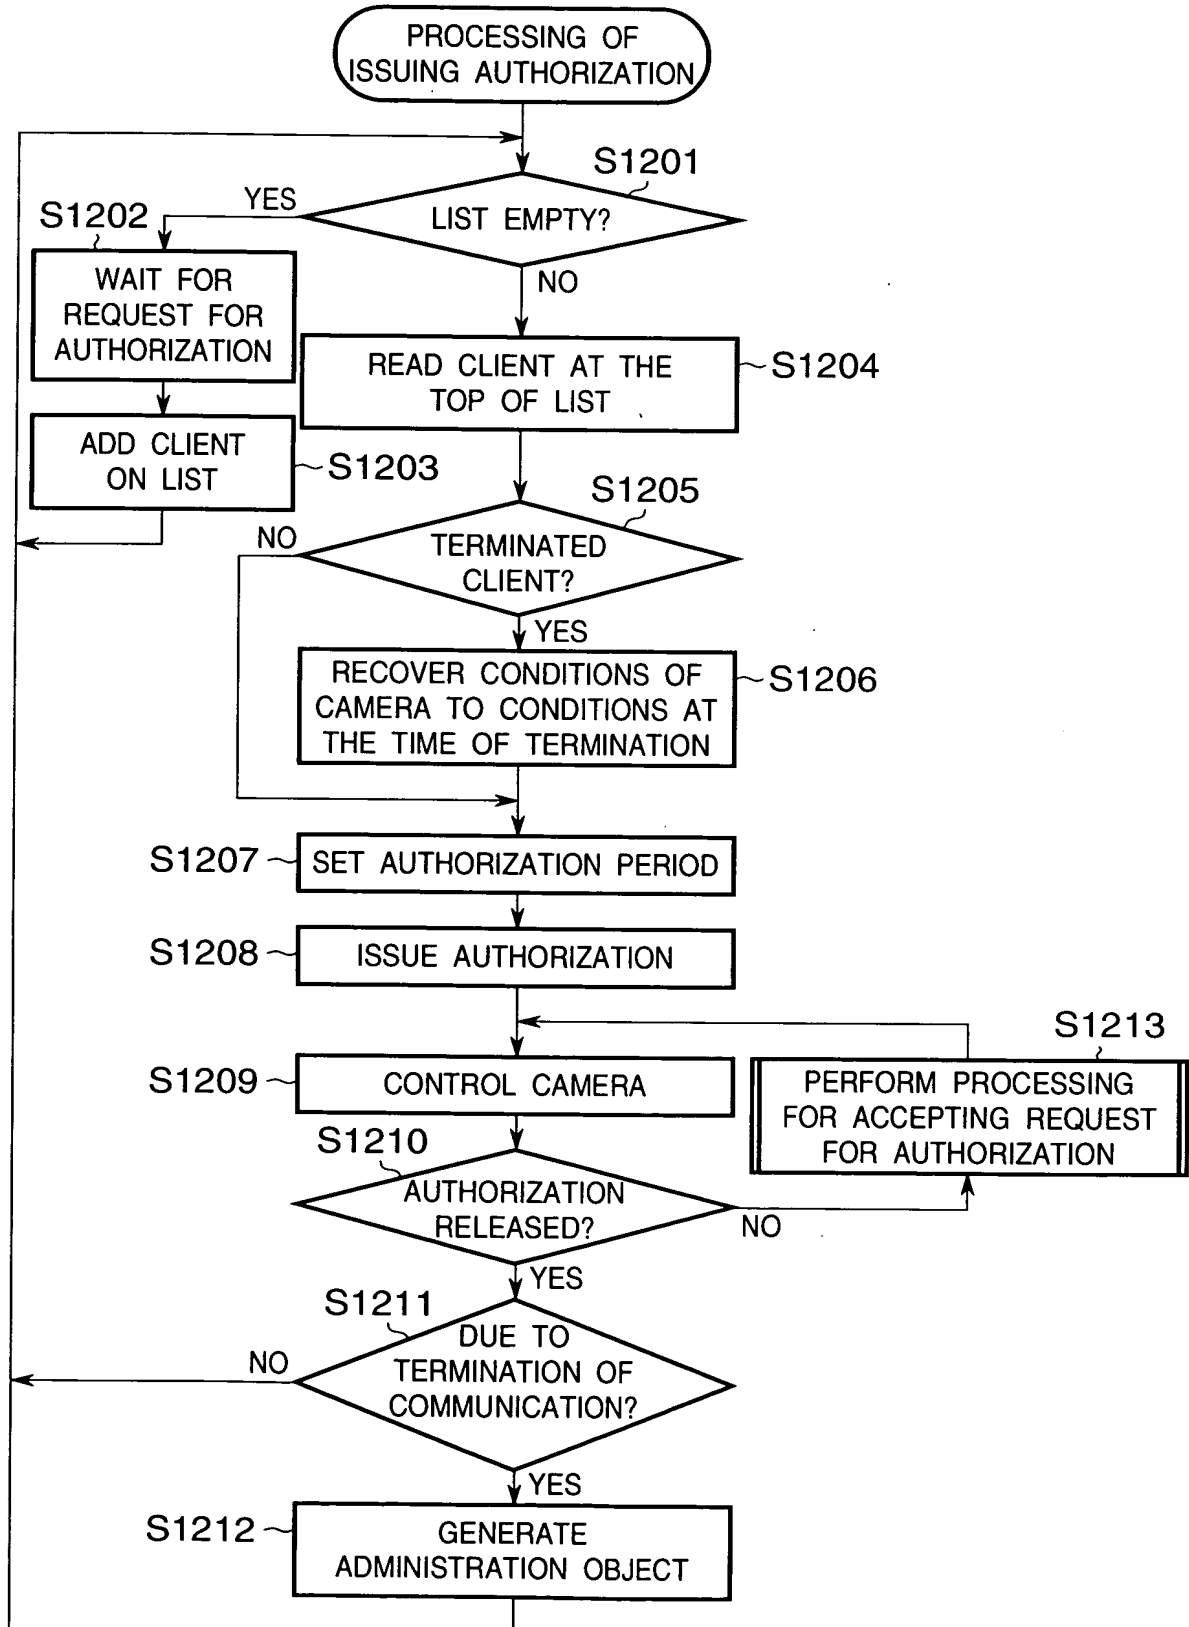 PROCESSING OF
ISSUING AUTHORIZATION
S1201
LIST EMPTY?
YES
NO
S1202
WAIT FOR
REQUEST FOR
AUTHORIZATION
S1204
READ CLIENT AT THE
TOP OF LIST
ADD CLIENT
ON LIST
S1203
S1205
TERMINATED
CLIENT?
NO
YES
RECOVER CONDITIONS OF
CAMERA TO CONDITIONS AT
THE TIME OF TERMINATION
S1206
S1207
SET AUTHORIZATION PERIOD
S1208
ISSUE AUTHORIZATION
S1213
PERFORM PROCESSING
FOR ACCEPTING REQUEST
FOR AUTHORIZATION
S1209
CONTROL CAMERA
S1210
AUTHORIZATION
RELEASED?
NO
YES
S1211
DUE TO
TERMINATION OF
COMMUNICATION?
NO
YES
S1212
GENERATE
ADMINISTRATION OBJECT